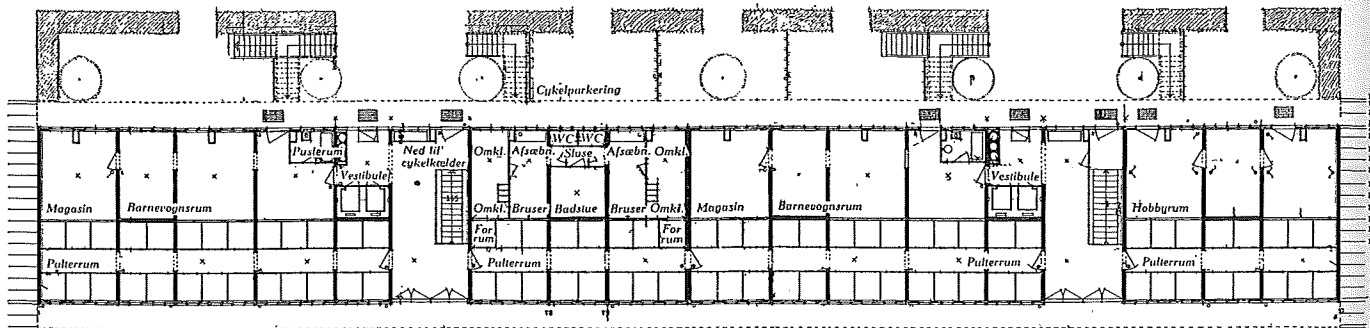 Cykelparkering
WC WC
Pusterum
Ned til
cykelkælder
Omkl.
Afsæbn.
Sluse
Afsæbn.
Omkl.
Vestibule
Vestibule
Magasin
Barnevognsrum
Omkl.
Bruser
Badstue
Bruser
Omkl.
Magasin
Barnevognsrum
Hobbyrum
For
rum
For
rum
Pulterrum
Pulterrum
Pulterrum
Pulterrum